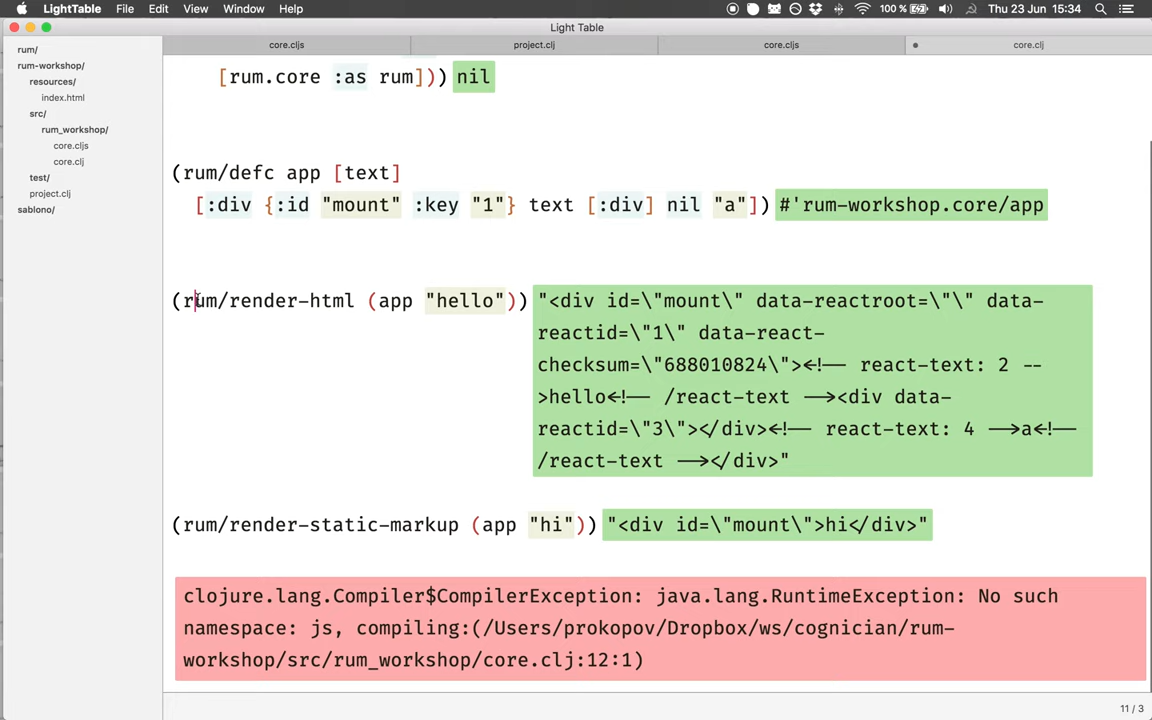 LightTable File Edit View Window Help 100 % Thu 23 Jun 15:34
Light Table
rum/
rum-workshop/
resources/
index.html
src/
rum_workshop/
core.cljs
core.clj
test/
project.clj
sablono/
core.cljs project.clj core.cljs core.clj
[rum.core :as rum])) nil
(rum/defc app [text]
[:div {:id "mount" :key "1"} text [:div] nil "a"]) #'rum-workshop.core/app
(rum/render-html (app "hello")) "<div id=\"mount\" data-reactroot=\"\" data-
reactid=\"1\" data-react-
checksum=\"688010824\"><!-- react-text: 2 --
>hello<!-- /react-text --><div data-
reactid=\"3\"></div><!-- react-text: 4 -->a<!--
/react-text --></div>"
(rum/render-static-markup (app "hi")) "<div id=\"mount\">hi</div>"
clojure.lang.Compiler$CompilerException: java.lang.RuntimeException: No such
namespace: js, compiling:(/Users/prokopov/Dropbox/ws/cognician/rum-
workshop/src/rum_workshop/core.clj:12:1)
11 / 3